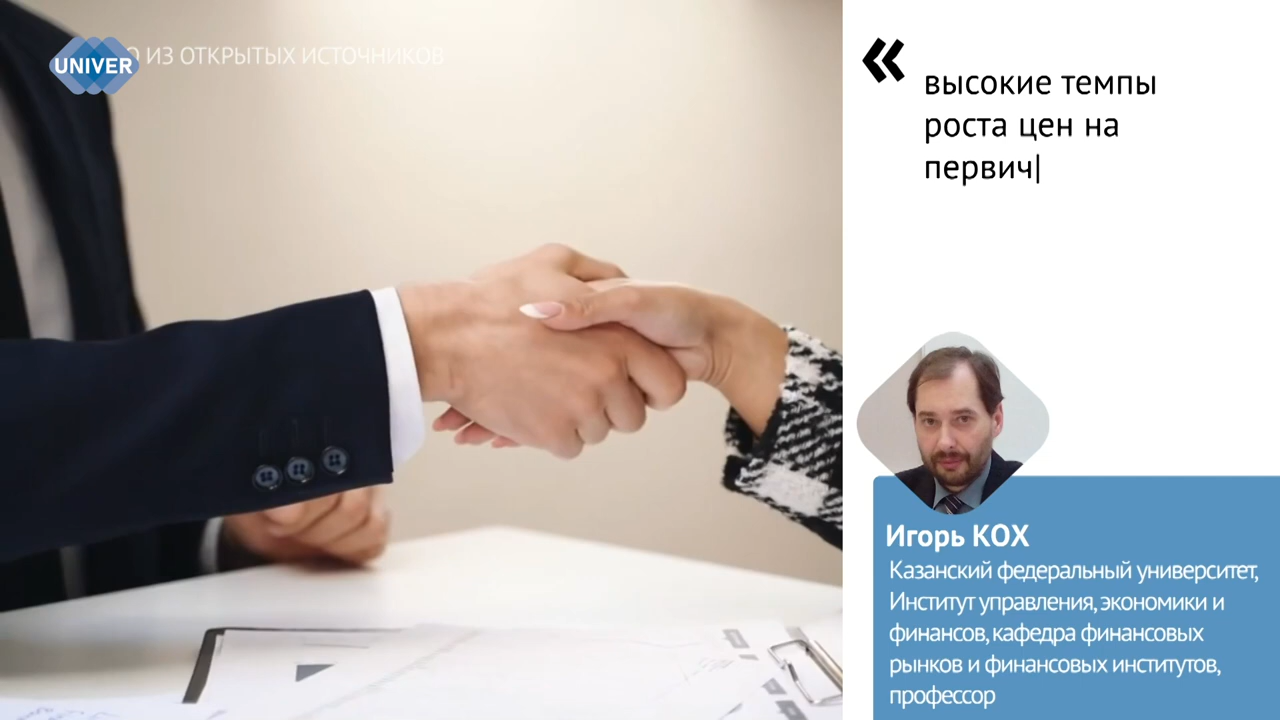 UNIVER
ИЗ ОТКРЫТЫХ ИСТОЧНИКОВ
«
высокие темпы
роста цен на
первич|
Игорь КОХ
Казанский федеральный университет,
Институт управления, экономики и
финансов, кафедра финансовых
рынков и финансовых институтов,
профессор